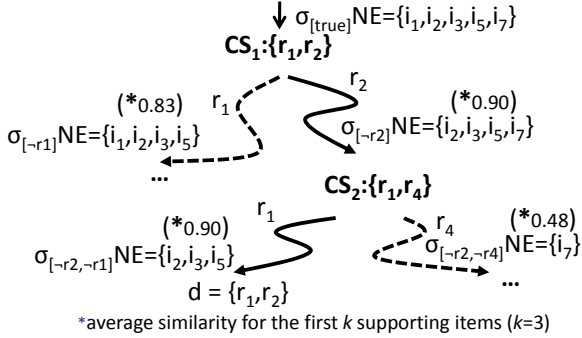 σ[true]NE={i1,i2,i3,i5,i7}
CS1:{r1,r2}
r1
r2
(*0.83)
(*0.90)
σ[¬r1]NE={i1,i2,i3,i5}
σ[¬r2]NE={i2,i3,i5,i7}
...
CS2:{r1,r4}
r1
r4
(*0.90)
(*0.48)
σ[¬r2,¬r1]NE={i2,i3,i5}
σ[¬r2,¬r4]NE={i7}
...
d = {r1,r2}
*average similarity for the first k supporting items (k=3)